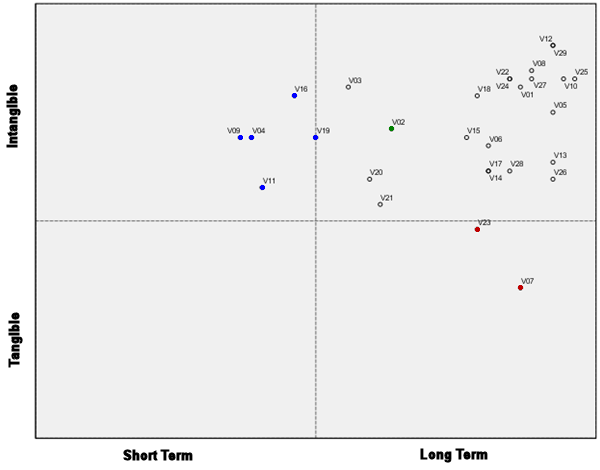 Intangible
Tangible
V12
V29
V08
V22
V27
V25
V24
V01
V10
V03
V16
V18
V05
V02
V09
V04
V19
V15
V06
V13
V17
V28
V14
V26
V20
V11
V21
V23
V07
Short Term
Long Term